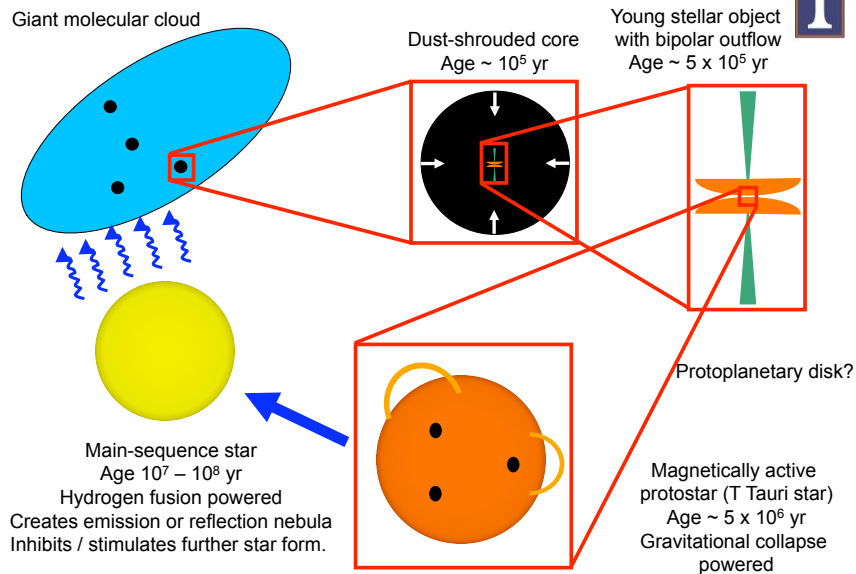 Giant molecular cloud
Dust-shrouded core
Age ~ 10⁵ yr
Young stellar object
with bipolar outflow
Age ~ 5 x 10⁵ yr
I
Protoplanetary disk?
Main-sequence star
Age 10⁷ – 10⁸ yr
Hydrogen fusion powered
Creates emission or reflection nebula
Inhibits / stimulates further star form.
Magnetically active
protostar (T Tauri star)
Age ~ 5 x 10⁶ yr
Gravitational collapse
powered